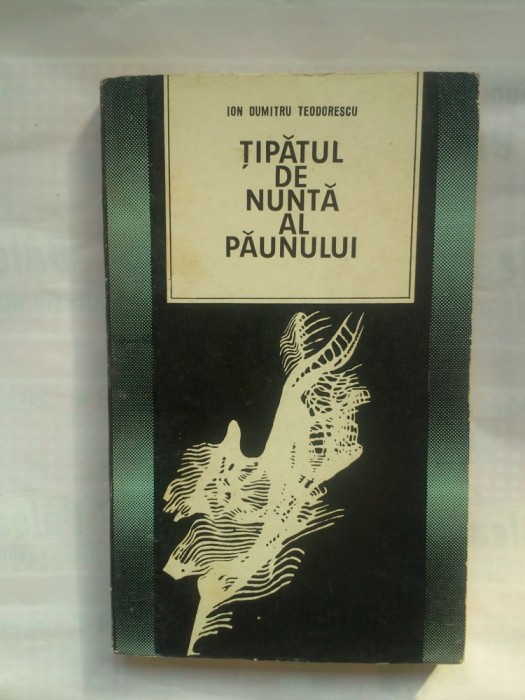 ION DUMITRU TEODORESCU
ȚIPĂTUL
DE
NUNTĂ
AL
PĂUNULUI